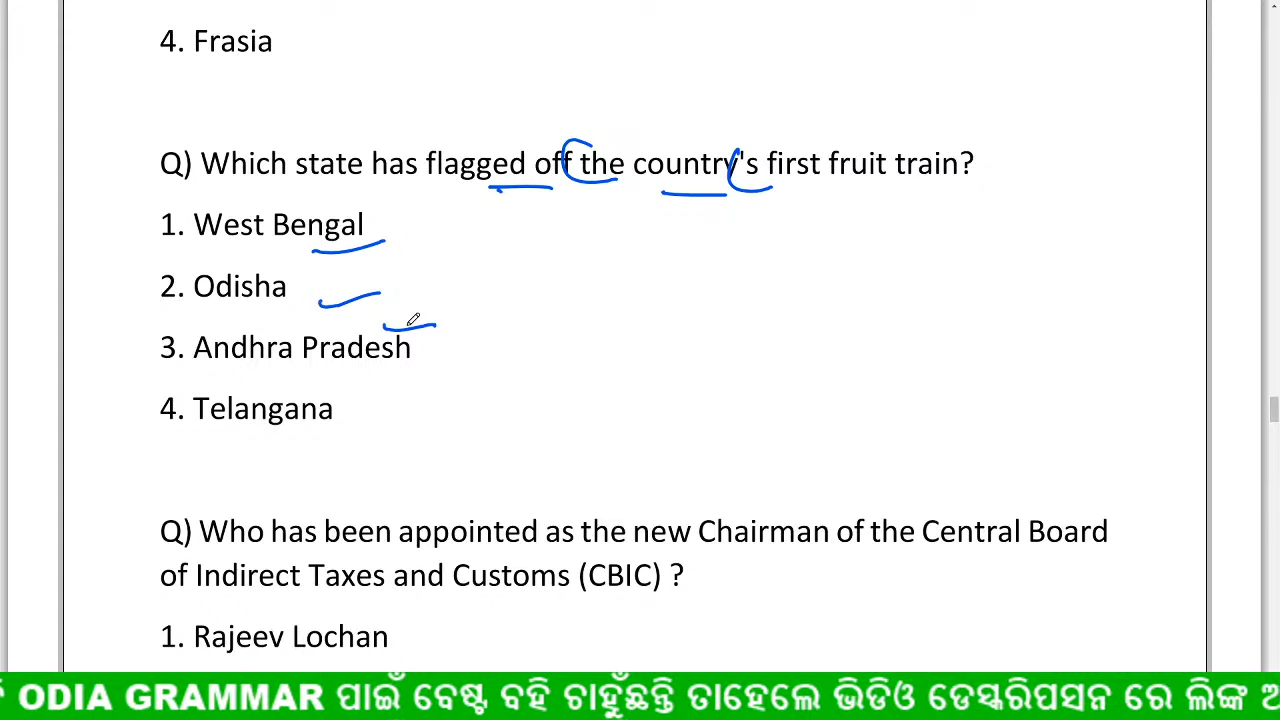 4. Frasia
Q) Which state has flagged off the country's first fruit train?
1. West Bengal
2. Odisha
3. Andhra Pradesh
4. Telangana
Q) Who has been appointed as the new Chairman of the Central Board
of Indirect Taxes and Customs (CBIC) ?
1. Rajeev Lochan
ODIA GRAMMAR ପାଇଁ ବେଷ୍ଟ ବହି ଚାହୁଁଛନ୍ତି ତାହେଲେ ଭିଡିଓ ଡେସ୍କରିପସନ ରେ ଲିଙ୍କ